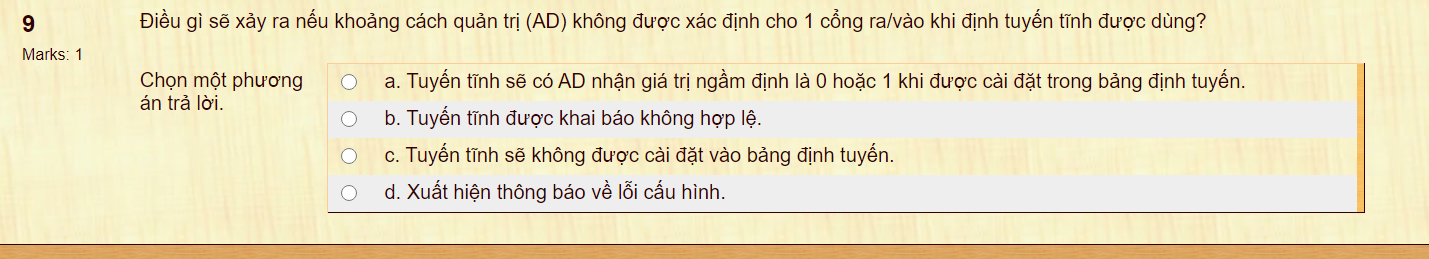 9
Điều gì sẽ xảy ra nếu khoảng cách quản trị (AD) không được xác định cho 1 cổng ra/vào khi định tuyến tĩnh được dùng?
Marks: 1
Chọn một phương
án trả lời.
a. Tuyến tĩnh sẽ có AD nhận giá trị ngầm định là 0 hoặc 1 khi được cài đặt trong bảng định tuyến.
b. Tuyến tĩnh được khai báo không hợp lệ.
c. Tuyến tĩnh sẽ không được cài đặt vào bảng định tuyến.
d. Xuất hiện thông báo về lỗi cấu hình.